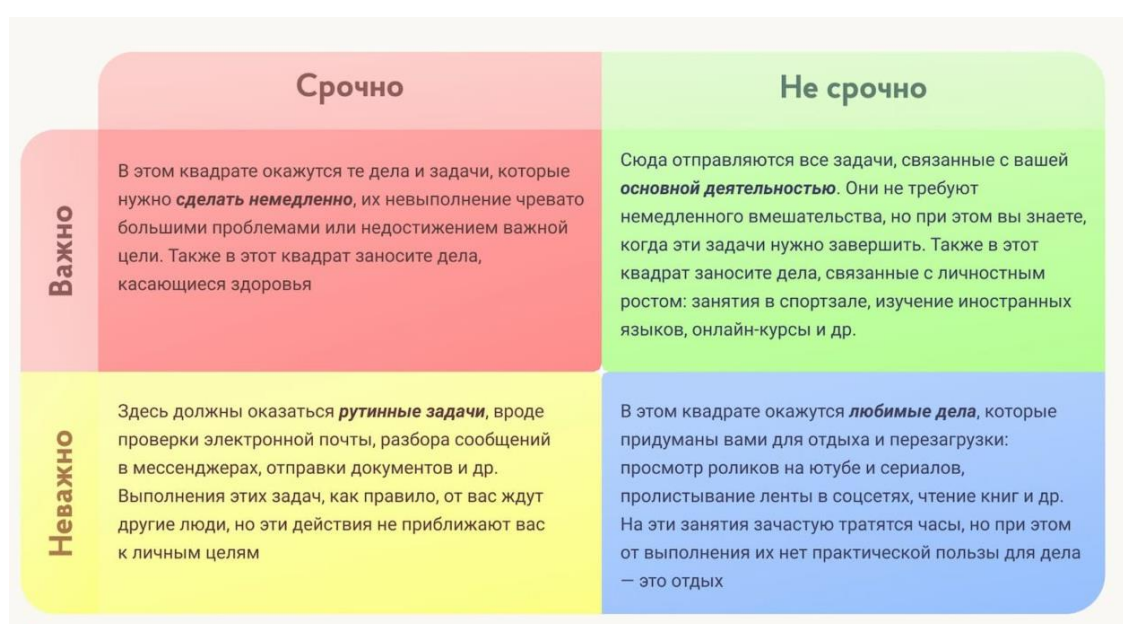 Срочно
Не срочно
Важно
В этом квадрате окажутся те дела и задачи, которые
нужно сделать немедленно, их невыполнение чревато
большими проблемами или недостижением важной
цели. Также в этот квадрат заносите дела,
касающиеся здоровья
Сюда отправляются все задачи, связанные с вашей
основной деятельностью. Они не требуют
немедленного вмешательства, но при этом вы знаете,
когда эти задачи нужно завершить. Также в этот
квадрат заносите дела, связанные с личностным
ростом: занятия в спортзале, изучение иностранных
языков, онлайн-курсы и др.
Неважно
Здесь должны оказаться рутинные задачи, вроде
проверки электронной почты, разбора сообщений
в мессенджерах, отправки документов и др.
Выполнения этих задач, как правило, от вас ждут
другие люди, но эти действия не приближают вас
к личным целям
В этом квадрате окажутся любимые дела, которые
придуманы вами для отдыха и перезагрузки:
просмотр роликов на ютубе и сериалов,
пролистывание ленты в соцсетях, чтение книг и др.
На эти занятия зачастую тратятся часы, но при этом
от выполнения их нет практической пользы для дела
— это отдых